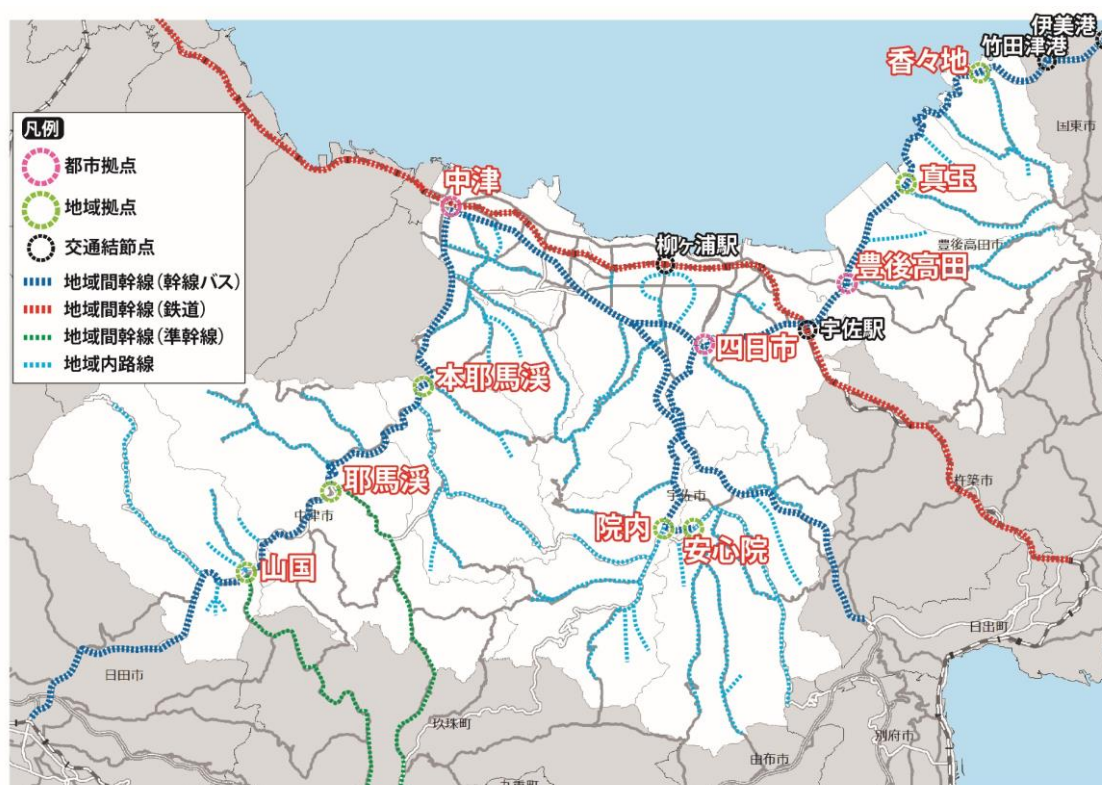 伊美港
竹田津港
香々地
国東市
凡例
都市拠点
地域拠点
交通結節点
地域間幹線(幹線バス)
地域間幹線(鉄道)
地域間幹線(準幹線)
地域内路線
中津
真玉
柳ヶ浦駅
豊後高田市
豊後高田
宇佐駅
四日市
本耶馬渓
耶馬渓
中津市
杵築市
宇佐市
院内
安心院
山国
日出町
日田市
玖珠町
別府市
由布市
九重町